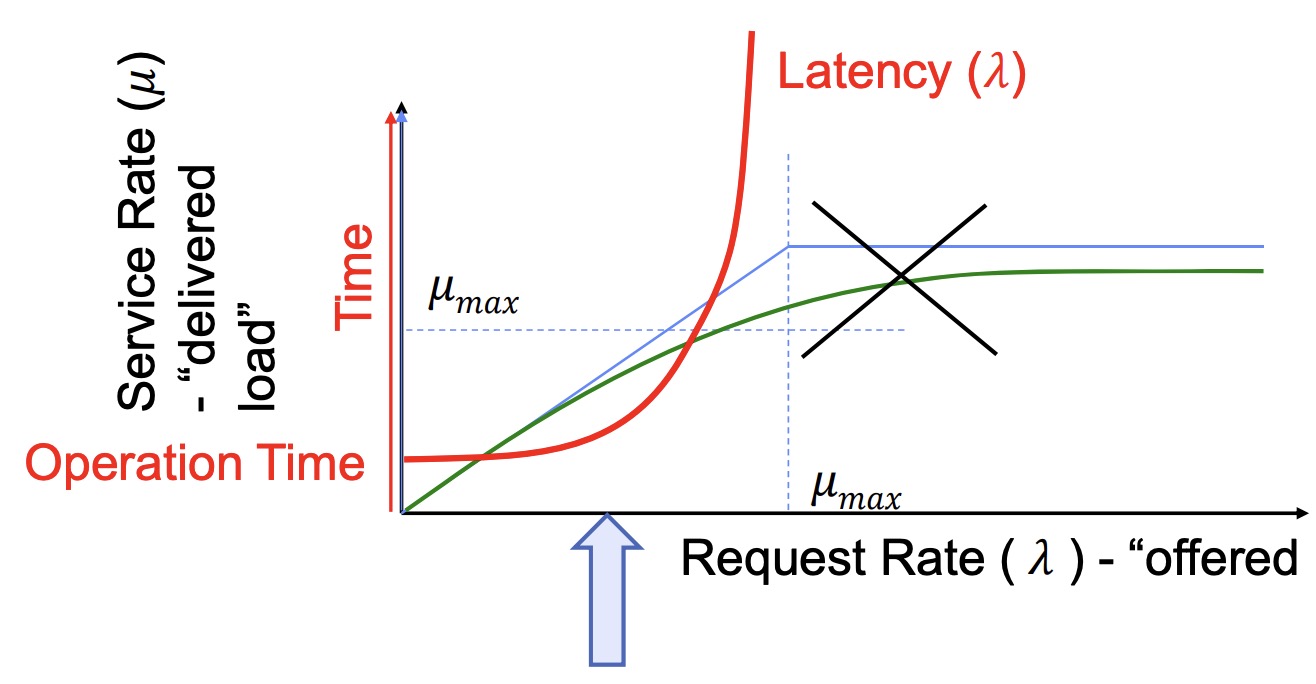 Service Rate (μ)
- “delivered
load”
Latency (λ)
Time
μmax
Operation Time
μmax
Request Rate ( λ ) - “offered